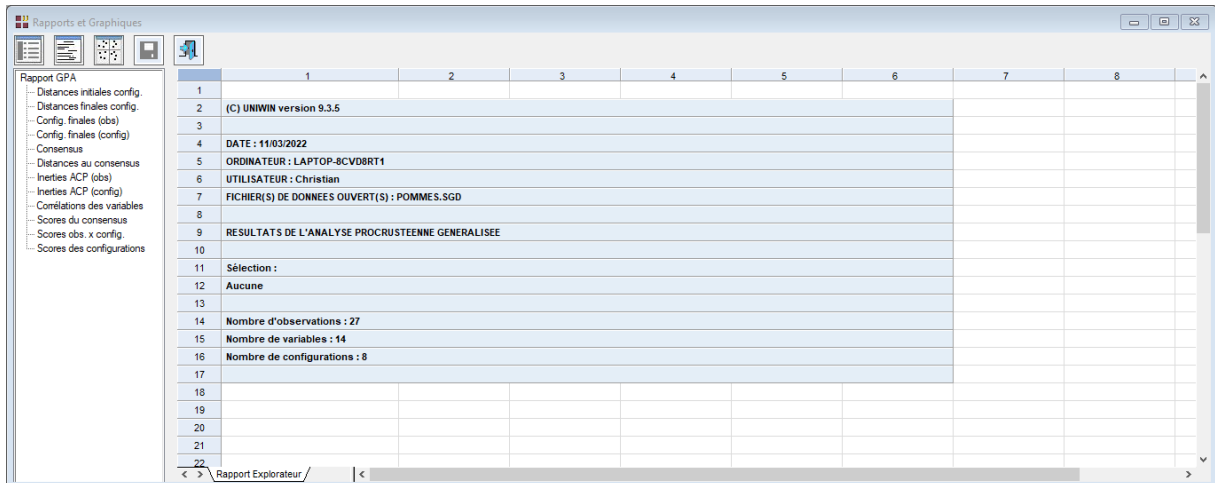 Rapports et Graphiques
Rapport GPA
Distances initiales config.
Distances finales config.
Config. finales (obs)
Config. finales (config)
Consensus
Distances au consensus
Inerties ACP (obs)
Inerties ACP (config)
Corrélations des variables
Scores du consensus
Scores obs. x config.
Scores des configurations
1 2 3 4 5 6 7 8
1
2 (C) UNIWIN version 9.3.5
3
4 DATE : 11/03/2022
5 ORDINATEUR : LAPTOP-8CVD8RT1
6 UTILISATEUR : Christian
7 FICHIER(S) DE DONNEES OUVERT(S) : POMMES.SGD
8
9 RESULTATS DE L'ANALYSE PROCRUSTEENNE GENERALISEE
10
11 Sélection :
12 Aucune
13
14 Nombre d'observations : 27
15 Nombre de variables : 14
16 Nombre de configurations : 8
17
18
19
20
21
22
Rapport Explorateur